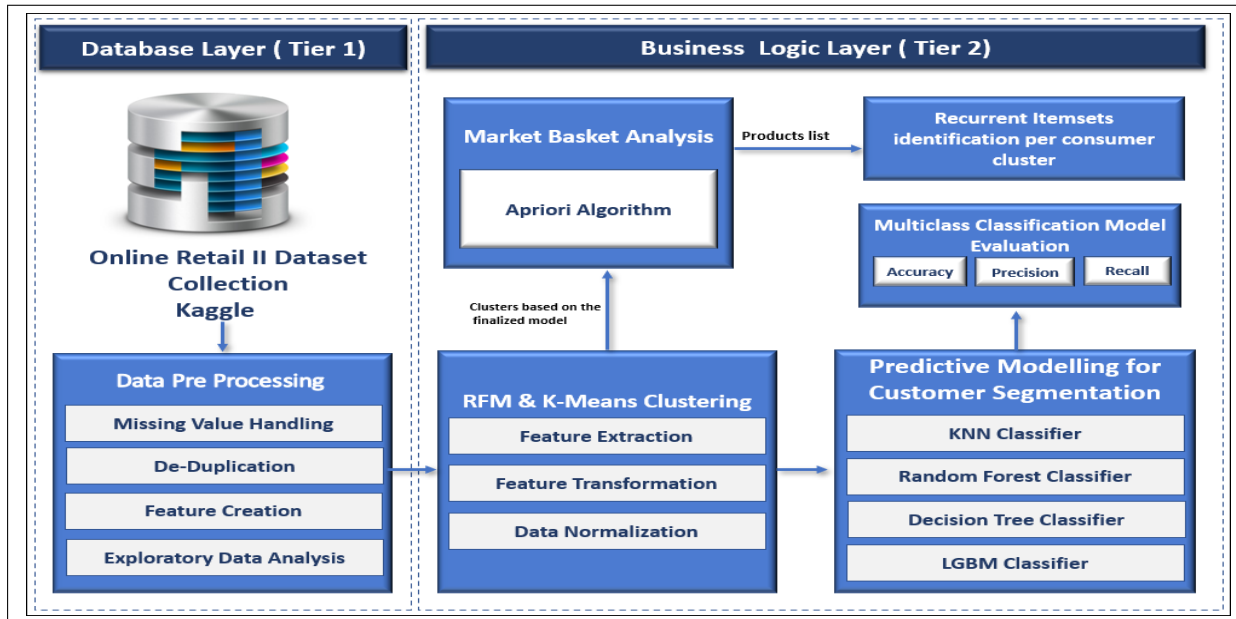 Database Layer ( Tier 1)
Online Retail II Dataset
Collection
Kaggle
Data Pre Processing
Missing Value Handling
De-Duplication
Feature Creation
Exploratory Data Analysis
Business Logic Layer ( Tier 2)
Market Basket Analysis
Apriori Algorithm
Products list
Recurrent Itemsets
identification per consumer
cluster
Multiclass Classification Model
Evaluation
Accuracy
Precision
Recall
Clusters based on the
finalized model
RFM & K-Means Clustering
Feature Extraction
Feature Transformation
Data Normalization
Predictive Modelling for
Customer Segmentation
KNN Classifier
Random Forest Classifier
Decision Tree Classifier
LGBM Classifier